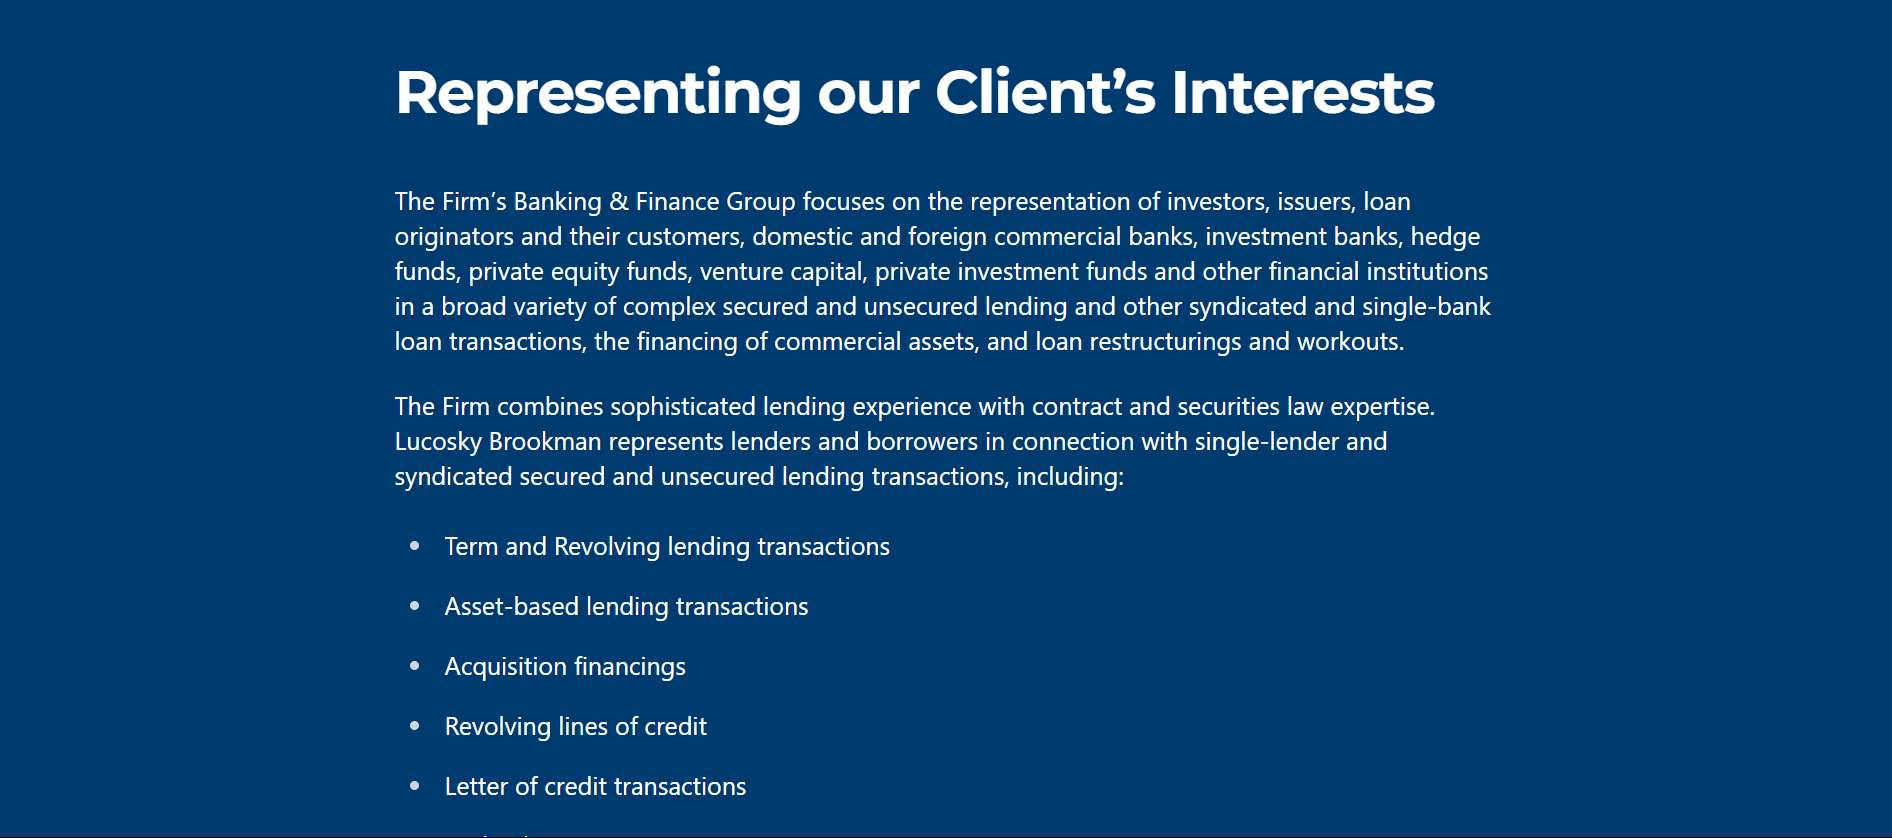 Representing our Client’s Interests
The Firm’s Banking & Finance Group focuses on the representation of investors, issuers, loan
originators and their customers, domestic and foreign commercial banks, investment banks, hedge
funds, private equity funds, venture capital, private investment funds and other financial institutions
in a broad variety of complex secured and unsecured lending and other syndicated and single-bank
loan transactions, the financing of commercial assets, and loan restructurings and workouts.
The Firm combines sophisticated lending experience with contract and securities law expertise.
Lucosky Brookman represents lenders and borrowers in connection with single-lender and
syndicated secured and unsecured lending transactions, including:
• Term and Revolving lending transactions
• Asset-based lending transactions
• Acquisition financings
• Revolving lines of credit
• Letter of credit transactions